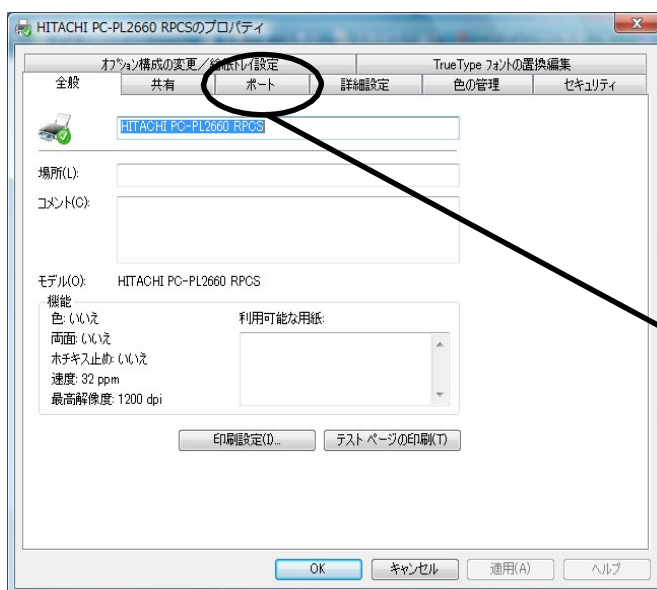 HITACHI PC-PL2660 RPCSのプロパティ
オプション構成の変更／給紙トレイ設定 TrueType フォントの置換編集
全般 共有 ポート 詳細設定 色の管理 セキュリティ
HITACHI PC-PL2660 RPCS
場所(L):
コメント(C):
モデル(O): HITACHI PC-PL2660 RPCS
機能
色: いいえ 利用可能な用紙:
両面: いいえ
ホチキス止め: いいえ
速度: 32 ppm
最高解像度: 1200 dpi
印刷設定(I)... テスト ページの印刷(T)
OK キャンセル 適用(A) ヘルプ